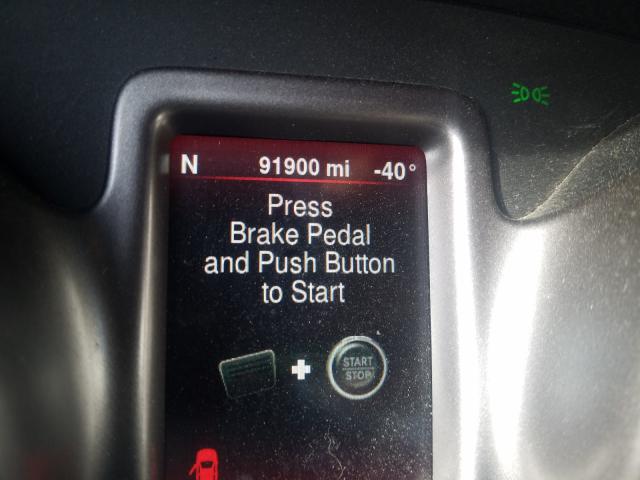 N 91900 mi -40°
Press
Brake Pedal
and Push Button
to Start
START
STOP